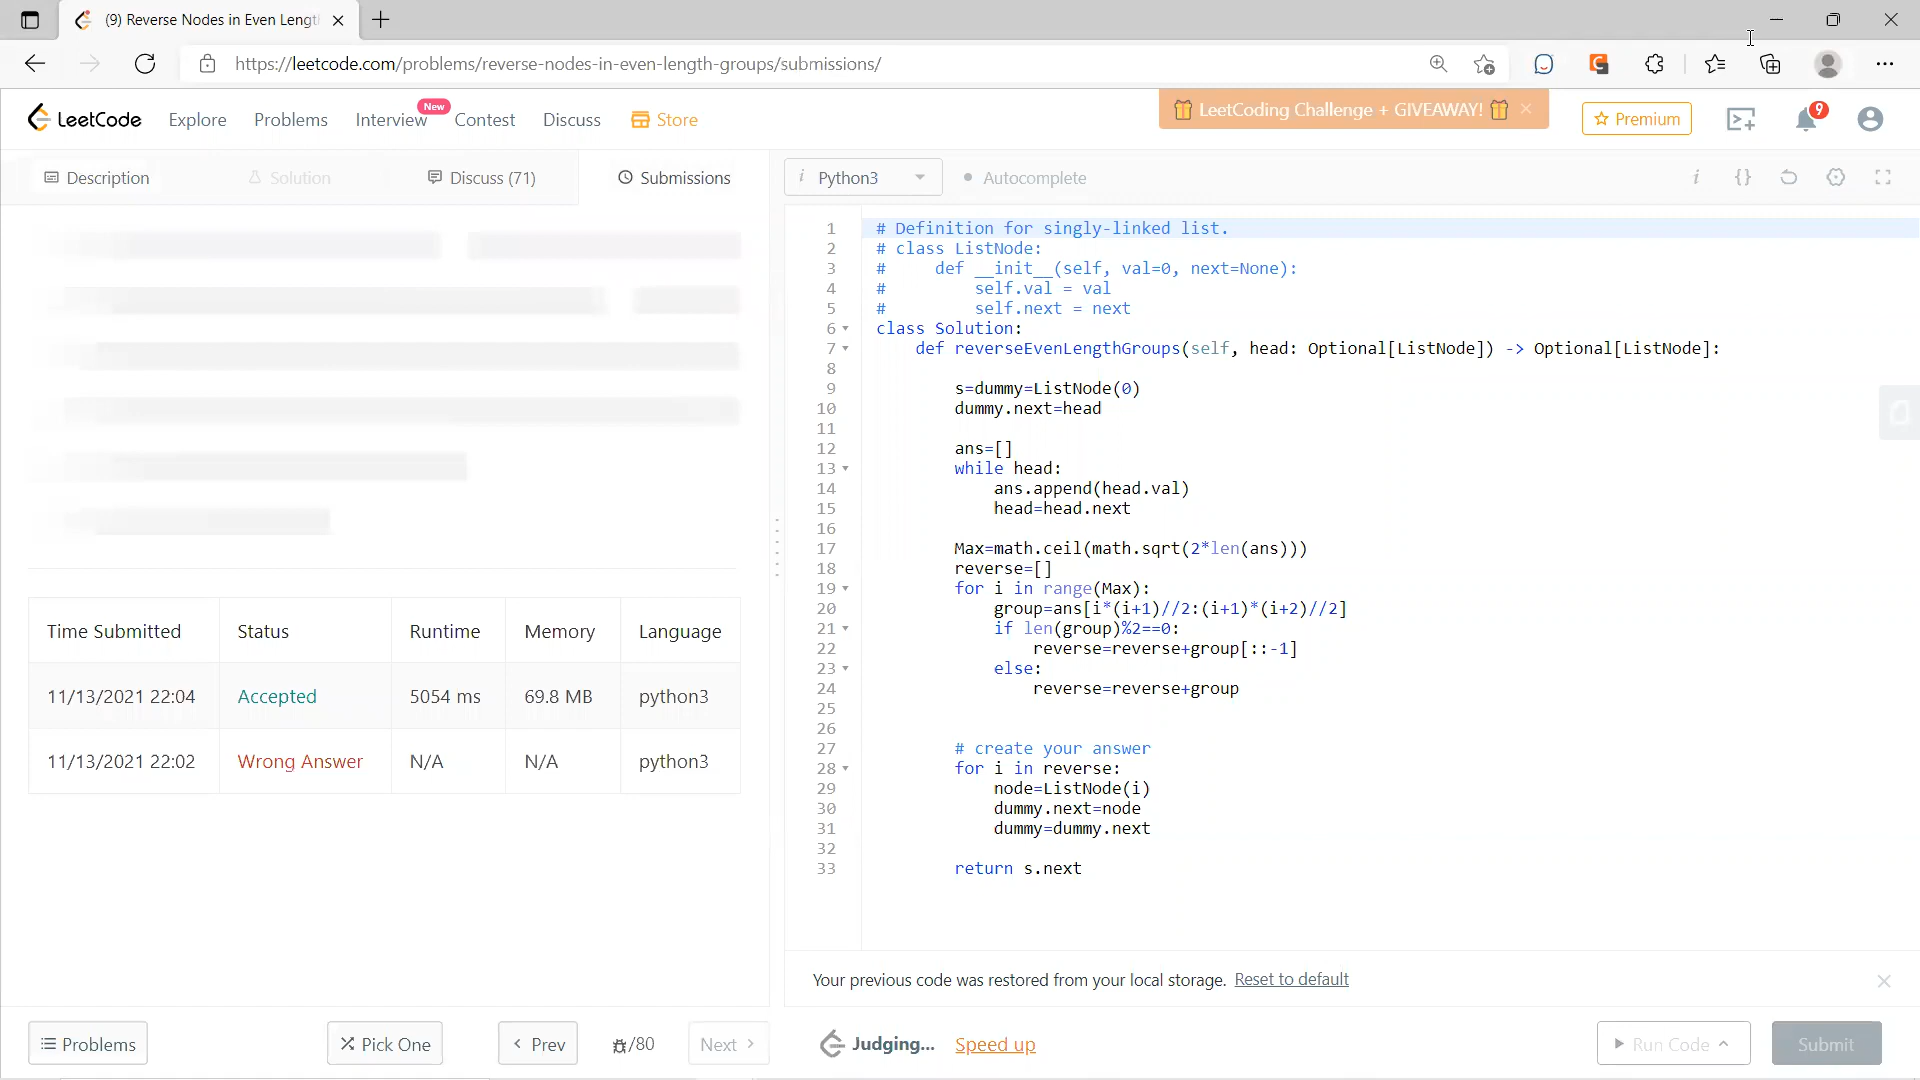 (9) Reverse Nodes in Even Lengt
https://leetcode.com/problems/reverse-nodes-in-even-length-groups/submissions/
LeetCode
Explore
Problems
Interview
New
Contest
Discuss
Store
LeetCoding Challenge + GIVEAWAY!
Premium
9
Description
Solution
Discuss (71)
Submissions
i Python3
Autocomplete
i
{}
1 # Definition for singly-linked list.
2 # class ListNode:
3 #     def __init__(self, val=0, next=None):
4 #         self.val = val
5 #         self.next = next
6 class Solution:
7     def reverseEvenLengthGroups(self, head: Optional[ListNode]) -> Optional[ListNode]:
8
9         s=dummy=ListNode(0)
10         dummy.next=head
11
12         ans=[]
13         while head:
14             ans.append(head.val)
15             head=head.next
16
17         Max=math.ceil(math.sqrt(2*len(ans)))
18         reverse=[]
19         for i in range(Max):
20             group=ans[i*(i+1)//2:(i+1)*(i+2)//2]
21             if len(group)%2==0:
22                 reverse=reverse+group[::-1]
23             else:
24                 reverse=reverse+group
25
26
27         # create your answer
28         for i in reverse:
29             node=ListNode(i)
30             dummy.next=node
31             dummy=dummy.next
32
33         return s.next
Time Submitted Status Runtime Memory Language
11/13/2021 22:04 Accepted 5054 ms 69.8 MB python3
11/13/2021 22:02 Wrong Answer N/A N/A python3
Your previous code was restored from your local storage. Reset to default
Problems
Pick One
Prev
/80
Next
Judging...
Speed up
Run Code
Submit